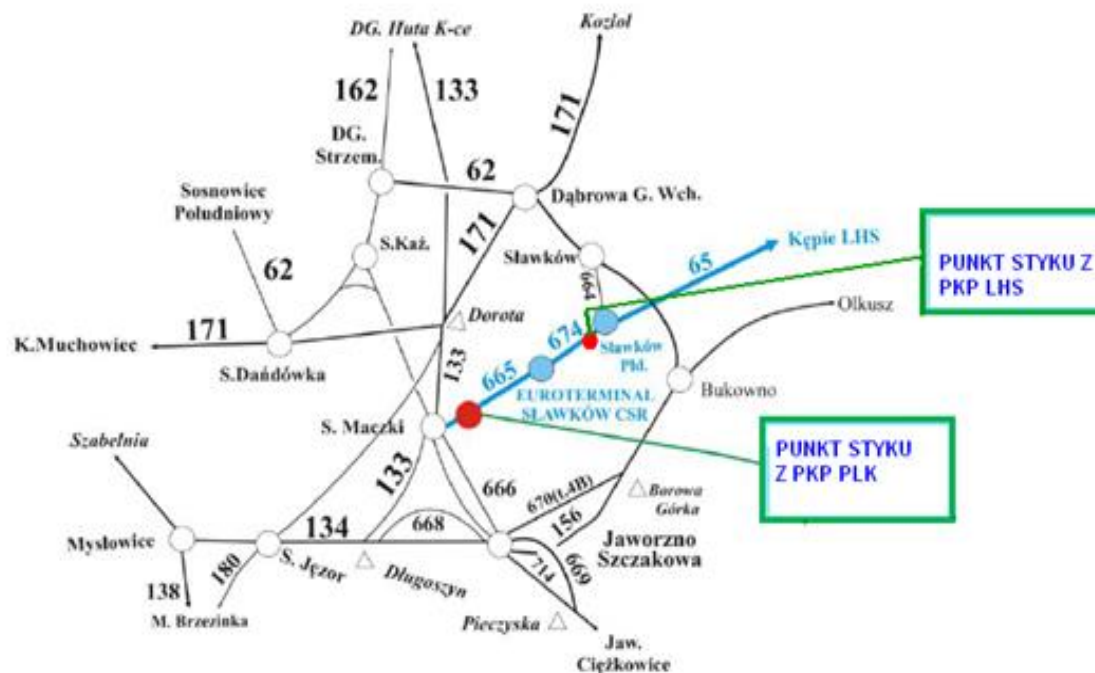 DG. Huta K-ce
Kozioł
162
133
171
DG.
Strzem.
62
Dąbrowa G. Wch.
Sosnowiec
Południowy
171
S.Kaź.
Sławków
65
Kępie LHS
PUNKT STYKU Z
PKP LHS
62
664
Olkusz
171
Dorota
674
K.Muchowiec
S.Dańdówka
133
Sławków
Płd.
665
Bukowno
EUROTERMINAL
SŁAWKÓW CSR
S. Maczki
Szabelnia
PUNKT STYKU
Z PKP PLK
133
666
670(t.4B)
Borowa
Górka
134
668
156
Mysłowice
Jaworzno
Szczakowa
S. Jęzor
180
Długoszyn
714
669
138
M. Brzezinka
Pieczyska
Jaw.
Ciężkowice